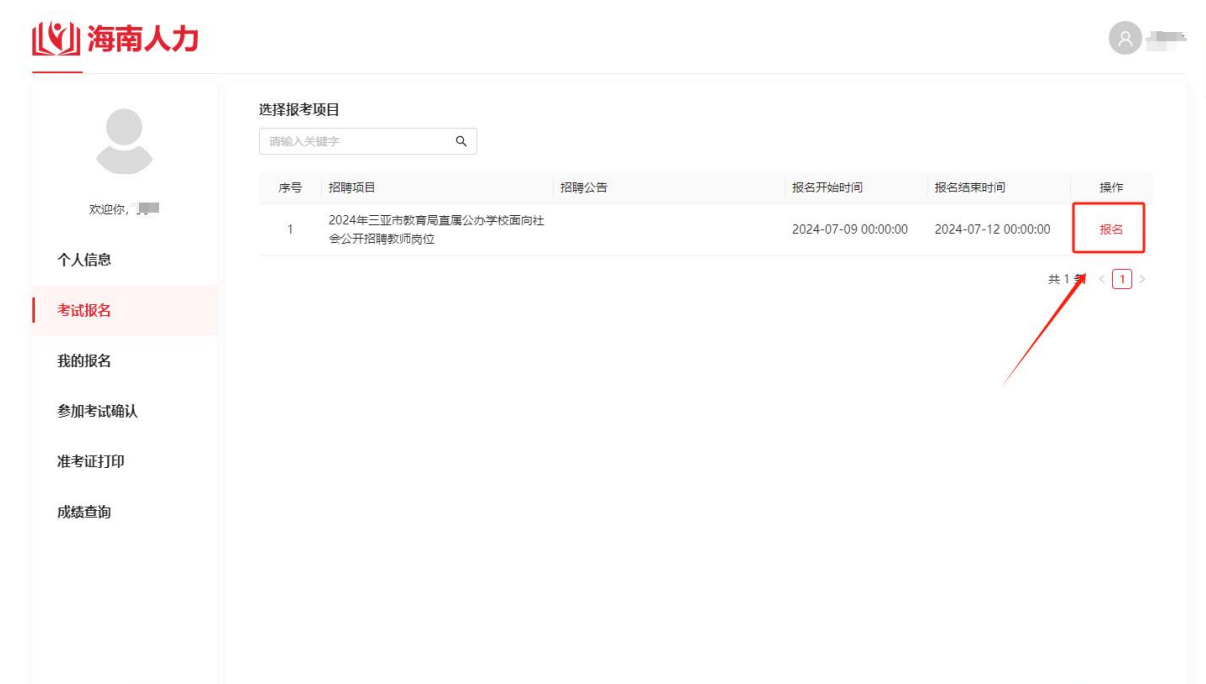 海南人力
欢迎你,
个人信息
考试报名
我的报名
参加考试确认
准考证打印
成绩查询
选择报考项目
请输入关键字
序号 招聘项目 招聘公告 报名开始时间 报名结束时间 操作
1 2024年三亚市教育局直属公办学校面向社 2024-07-09 00:00:00 2024-07-12 00:00:00 报名
会公开招聘教师岗位
共 1 < 1 >